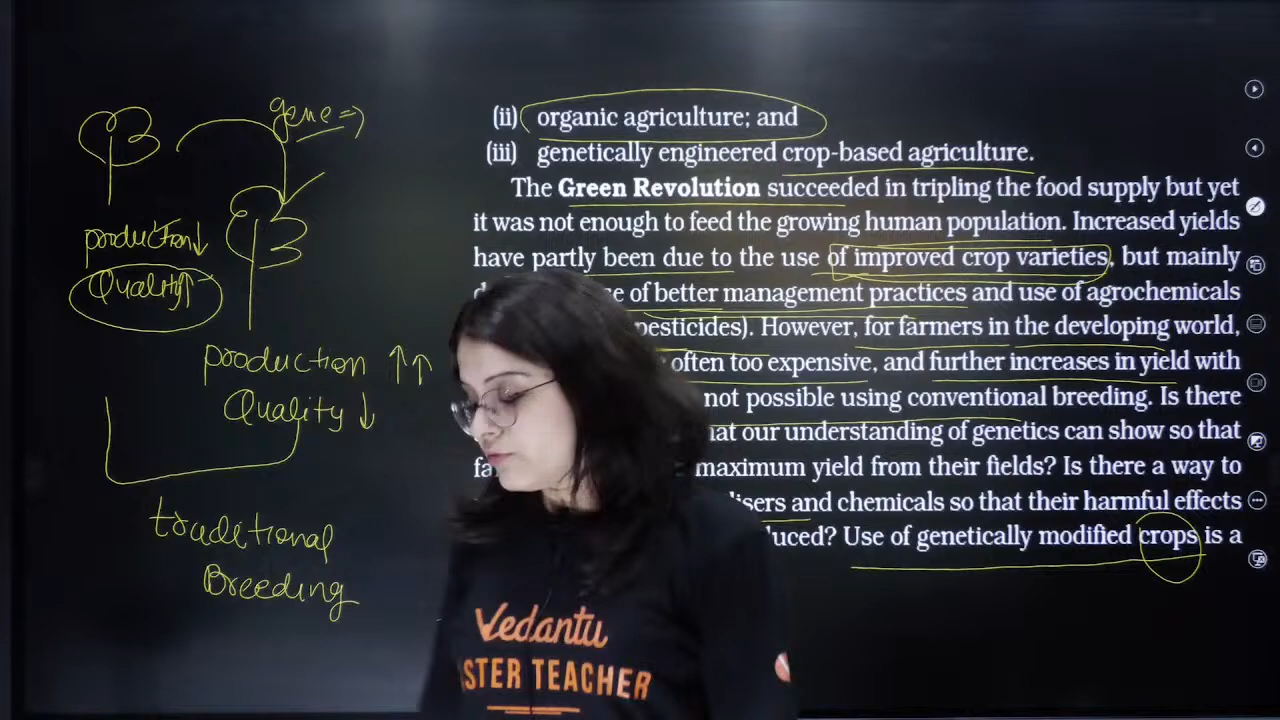 gene =>
production↓
Quality↑
production ↑↑
Quality ↓
traditional
Breeding
(ii) organic agriculture; and
(iii) genetically engineered crop-based agriculture.
The Green Revolution succeeded in tripling the food supply but yet
it was not enough to feed the growing human population. Increased yields
have partly been due to the use of improved crop varieties, but mainly
of better management practices and use of agrochemicals
pesticides). However, for farmers in the developing world,
often too expensive, and further increases in yield with
not possible using conventional breeding. Is there
our understanding of genetics can show so that
maximum yield from their fields? Is there a way to
and chemicals so that their harmful effects
Use of genetically modified crops is a
Vedantu
TEACHER